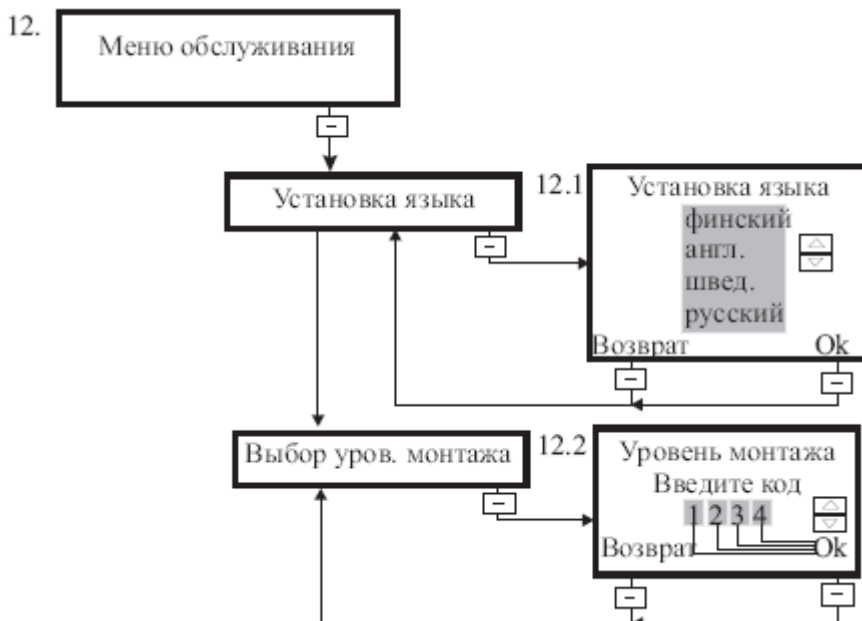 12.
Меню обслуживания
Установка языка
12.1
Установка языка
финский
англ.
швед.
русский
Возврат Ok
Выбор уров. монтажа
12.2
Уровень монтажа
Введите код
1 2 3 4
Возврат Ok